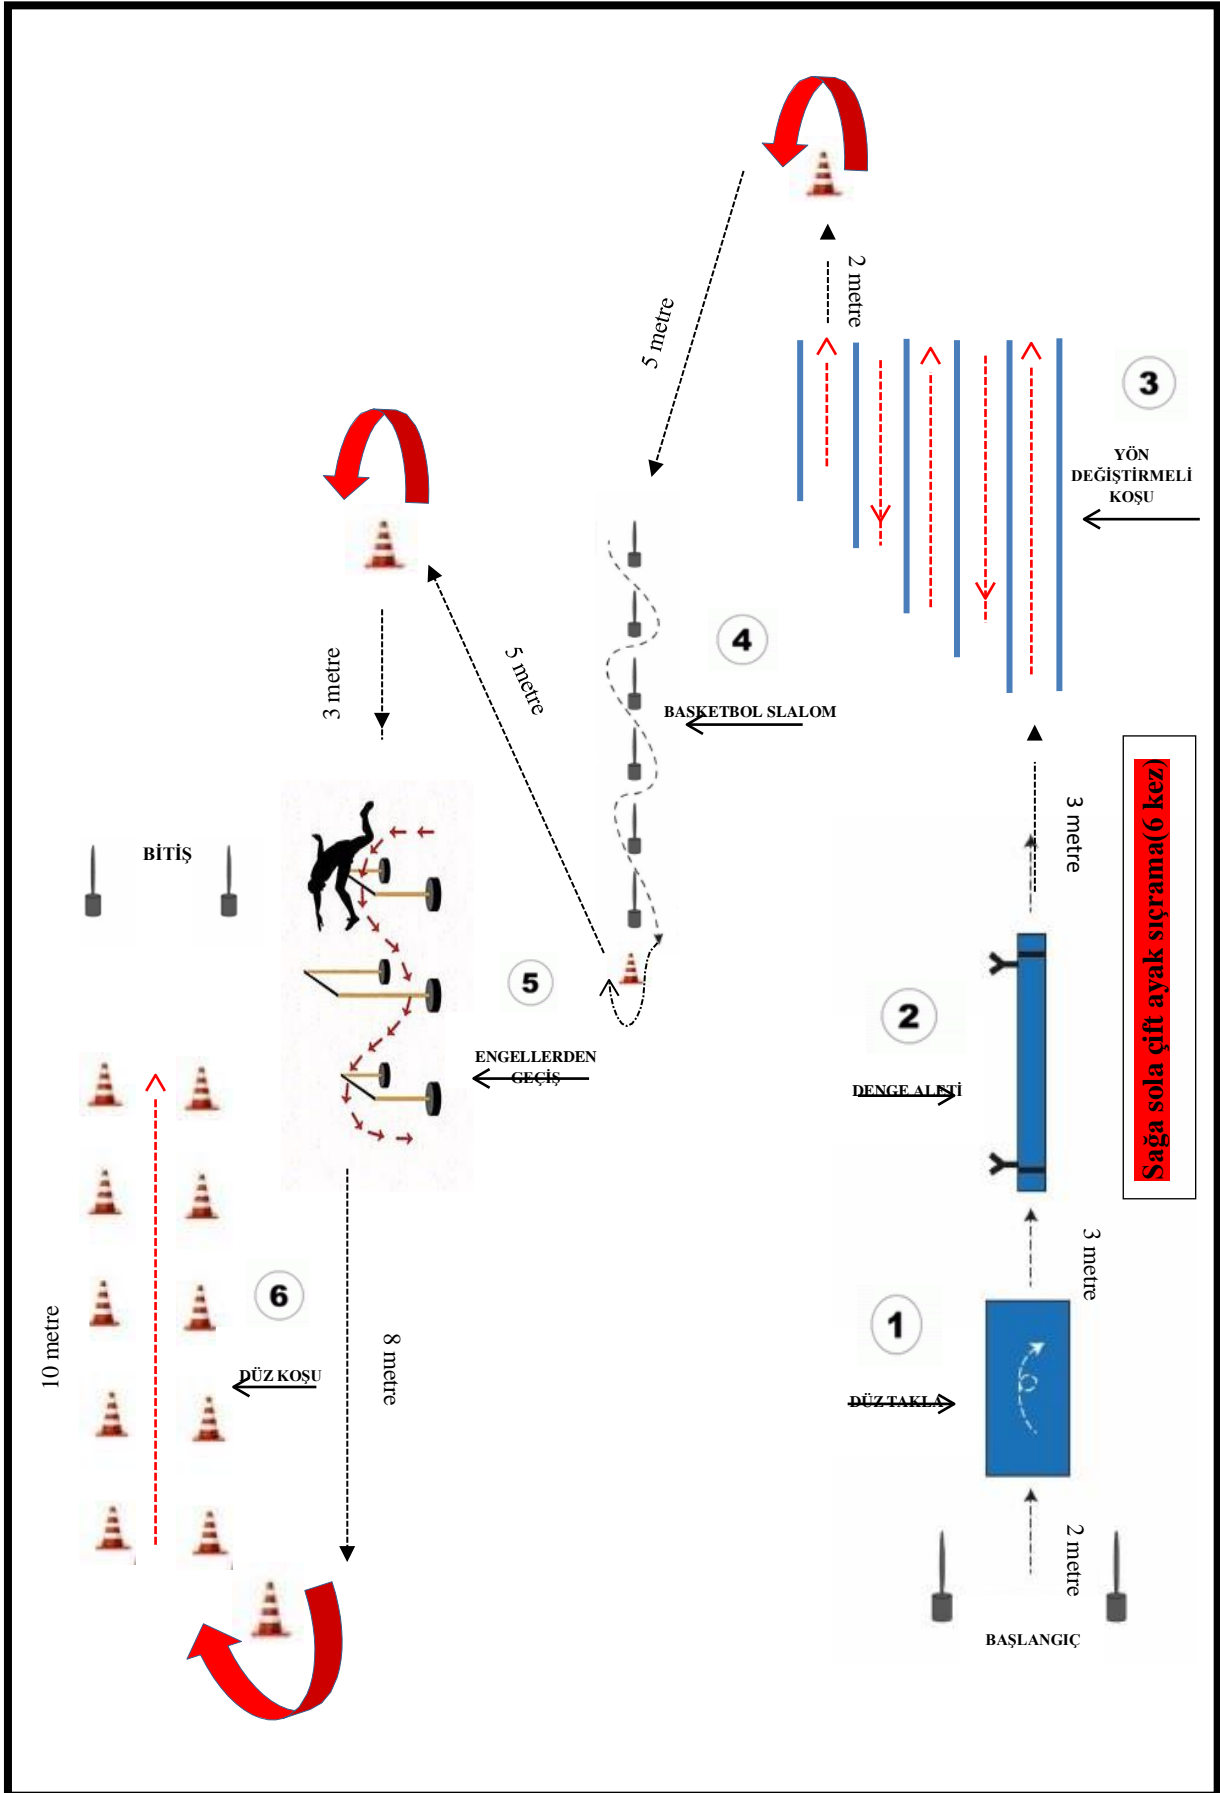 2 metre
5 metre
3
YÖN
DEĞİŞTİRMELİ
KOŞU
4
BASKETBOL SLALOM
5 metre
3 metre
3 metre
Sağa sola çift ayak sıçrama(6 kez)
BİTİŞ
5
ENGELLERDEN
GEÇİŞ
2
DENGE ALETİ
3 metre
6
DÜZ KOŞU
10 metre
8 metre
1
DÜZ TAKLA
2 metre
BAŞLANGIÇ